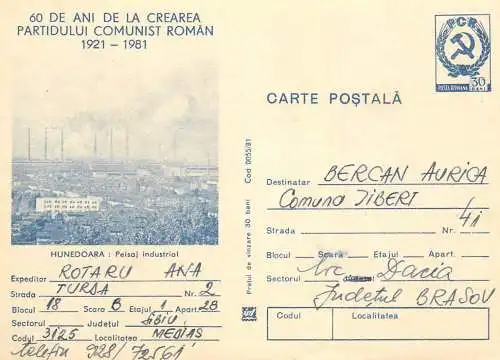 60 DE ANI DE LA CREAREA
PARTIDULUI COMUNIST ROMÂN
1921 – 1981
HUNEDOARA : Peisaj industrial
Expeditor ROTARU ANA
Strada TURDA Nr. 2
Blocul 18 Scara B Etajul 1 Apart. 2B
Sectorul Județul Sibiu
Codul 3125 Localitatea MEDIAS
telefon 928/72561
Prețul de vînzare 30 bani Cod 0055/81
PCR
POSTA ROMANA 30
BANI
CARTE POȘTALĂ
Destinatar BERCAN AURICA
Comuna JIBERT
Strada Nr. 41
Blocul Scara Etajul Apart.
Sectorul Dacia
Județul BRASOV
Codul Localitatea